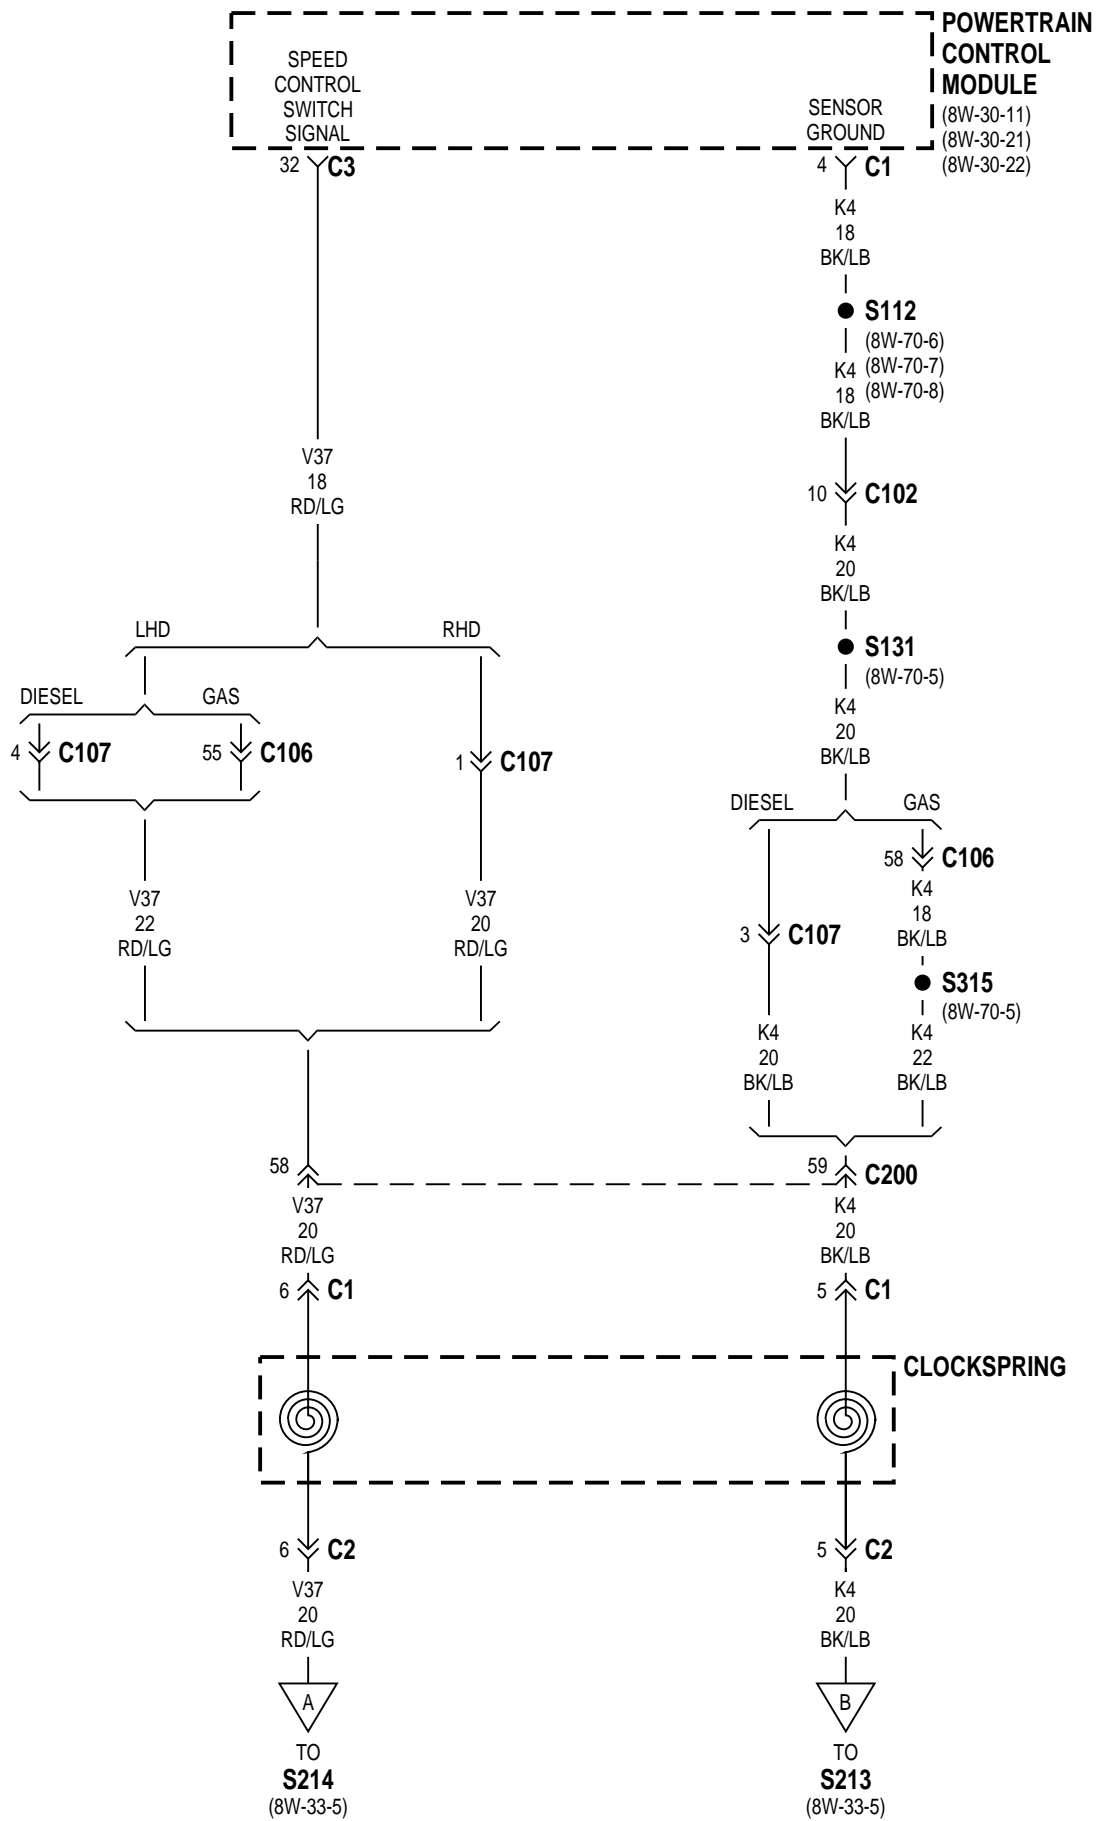 POWERTRAIN
CONTROL
MODULE
(8W-30-11)
(8W-30-21)
(8W-30-22)
SPEED
CONTROL
SWITCH
SIGNAL
SENSOR
GROUND
32 C3
4 C1
K4
18
BK/LB
S112
(8W-70-6)
(8W-70-7)
(8W-70-8)
K4
18
BK/LB
V37
18
RD/LG
10 C102
K4
20
BK/LB
LHD
RHD
S131
(8W-70-5)
DIESEL
GAS
K4
20
BK/LB
4 C107
55 C106
1 C107
DIESEL
GAS
58 C106
K4
18
BK/LB
V37
22
RD/LG
V37
20
RD/LG
3 C107
S315
(8W-70-5)
K4
20
BK/LB
K4
22
BK/LB
58
59 C200
V37
20
RD/LG
K4
20
BK/LB
6 C1
5 C1
CLOCKSPRING
6 C2
5 C2
V37
20
RD/LG
K4
20
BK/LB
A
B
TO
S214
(8W-33-5)
TO
S213
(8W-33-5)